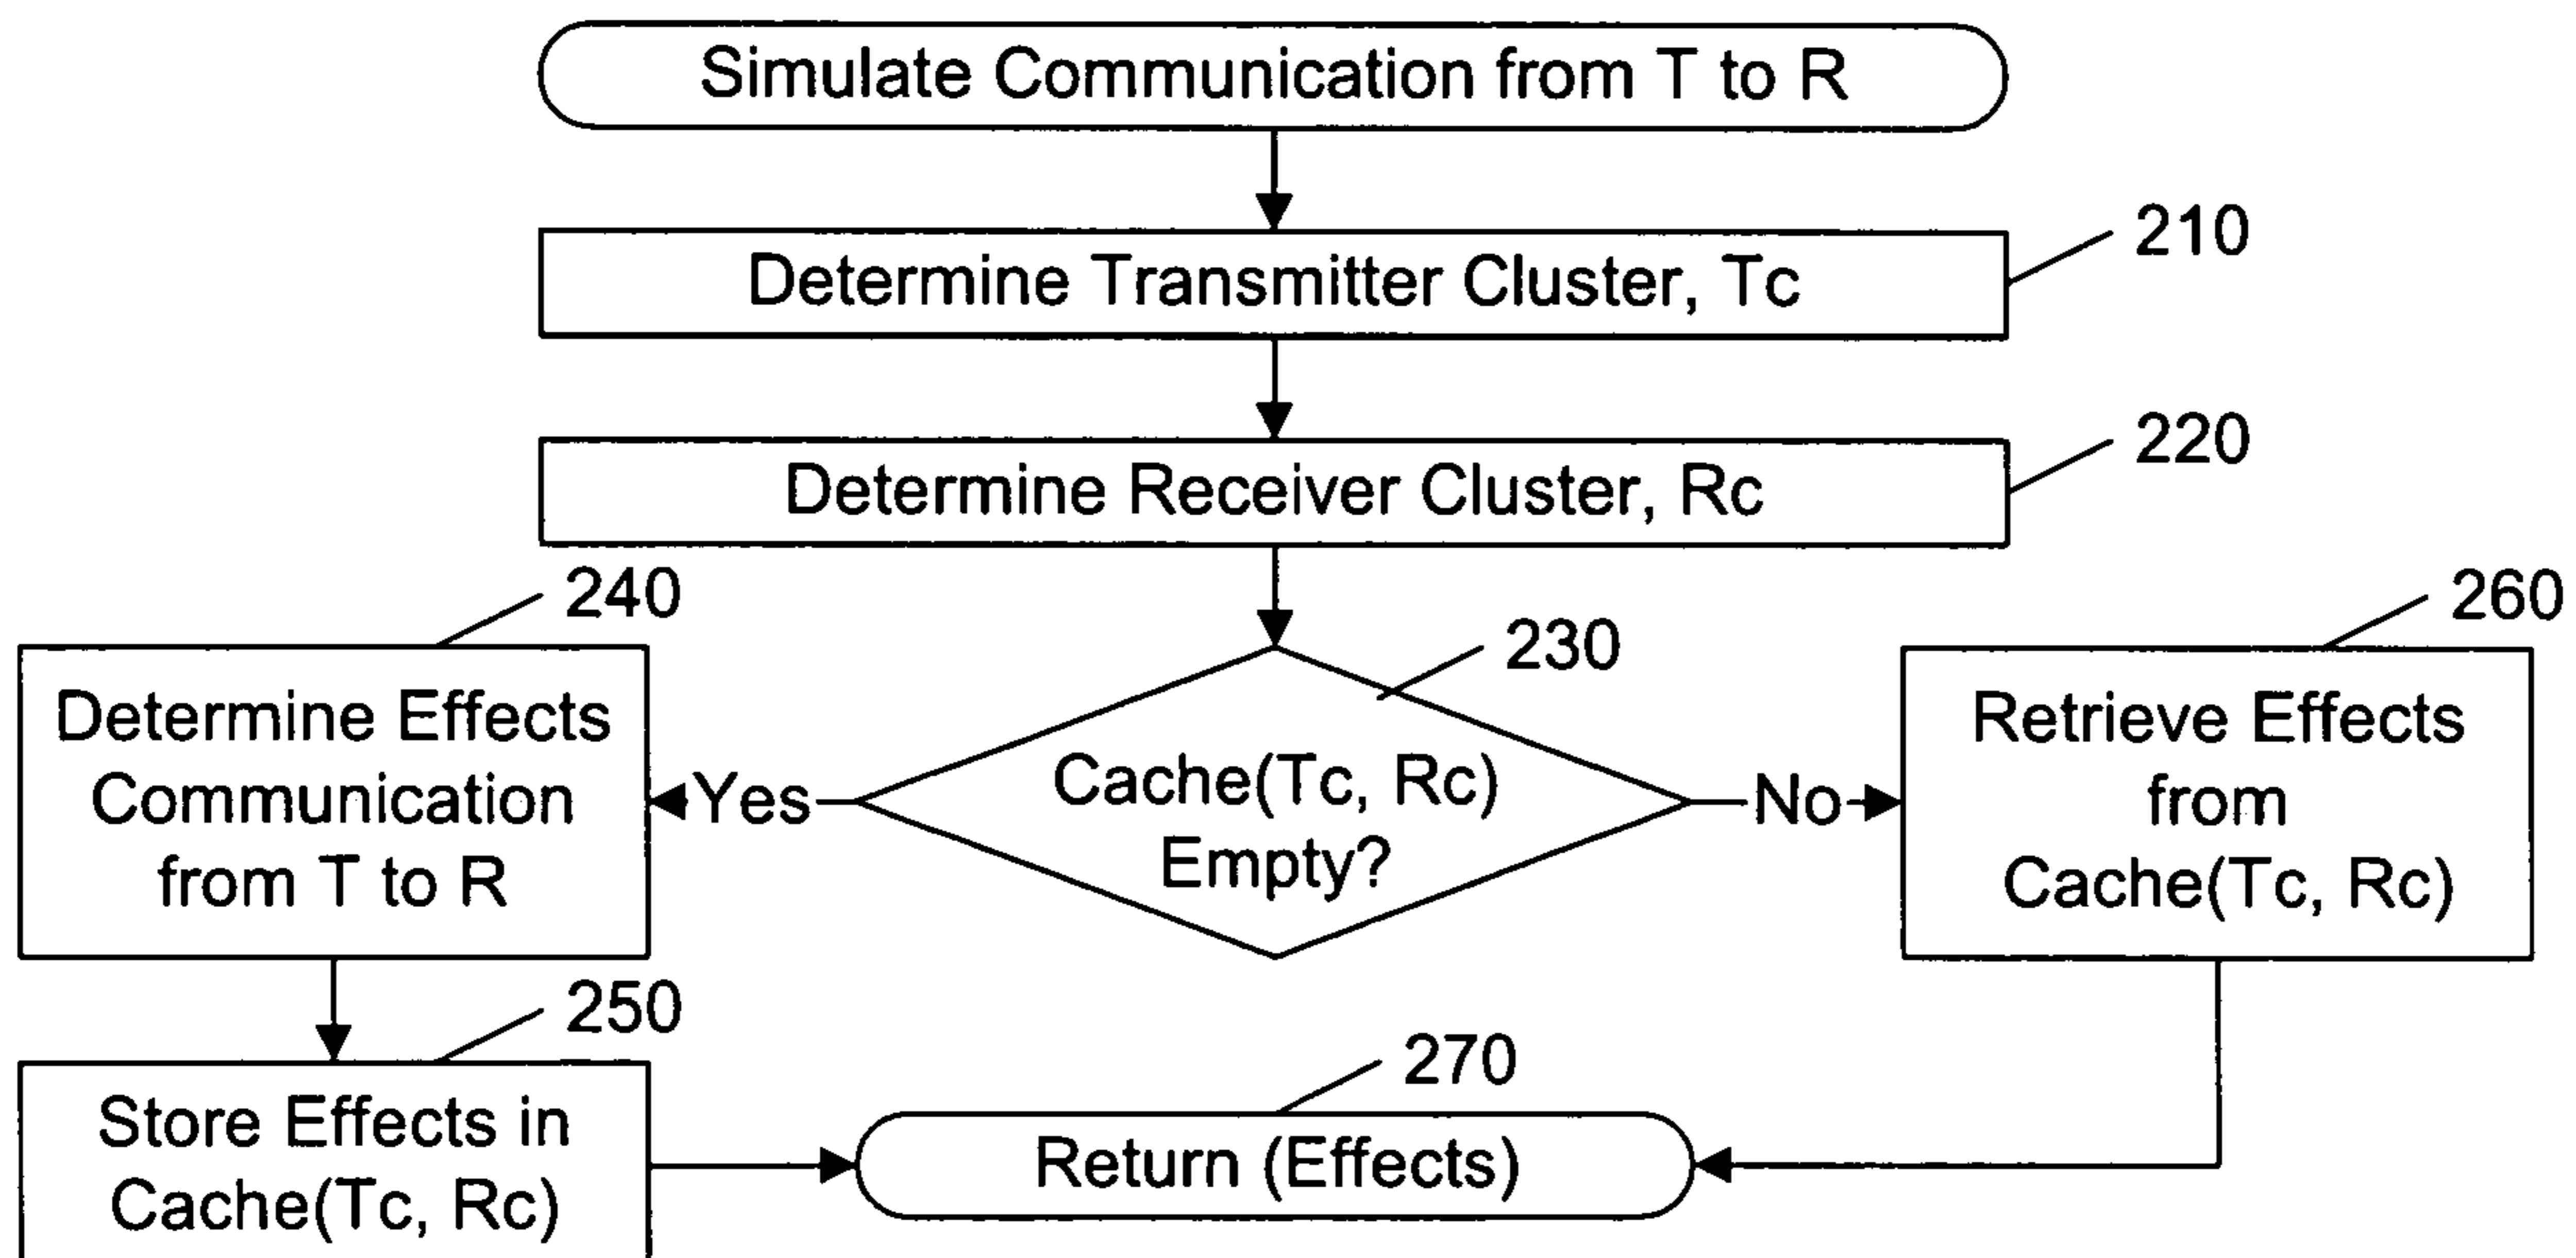 Simulate Communication from T to R
210
Determine Transmitter Cluster, Tc
220
Determine Receiver Cluster, Rc
240
260
230
Determine Effects
Communication
from T to R
Yes
Cache(Tc, Rc)
Empty?
No
Retrieve Effects
from
Cache(Tc, Rc)
250
270
Store Effects in
Cache(Tc, Rc)
Return (Effects)